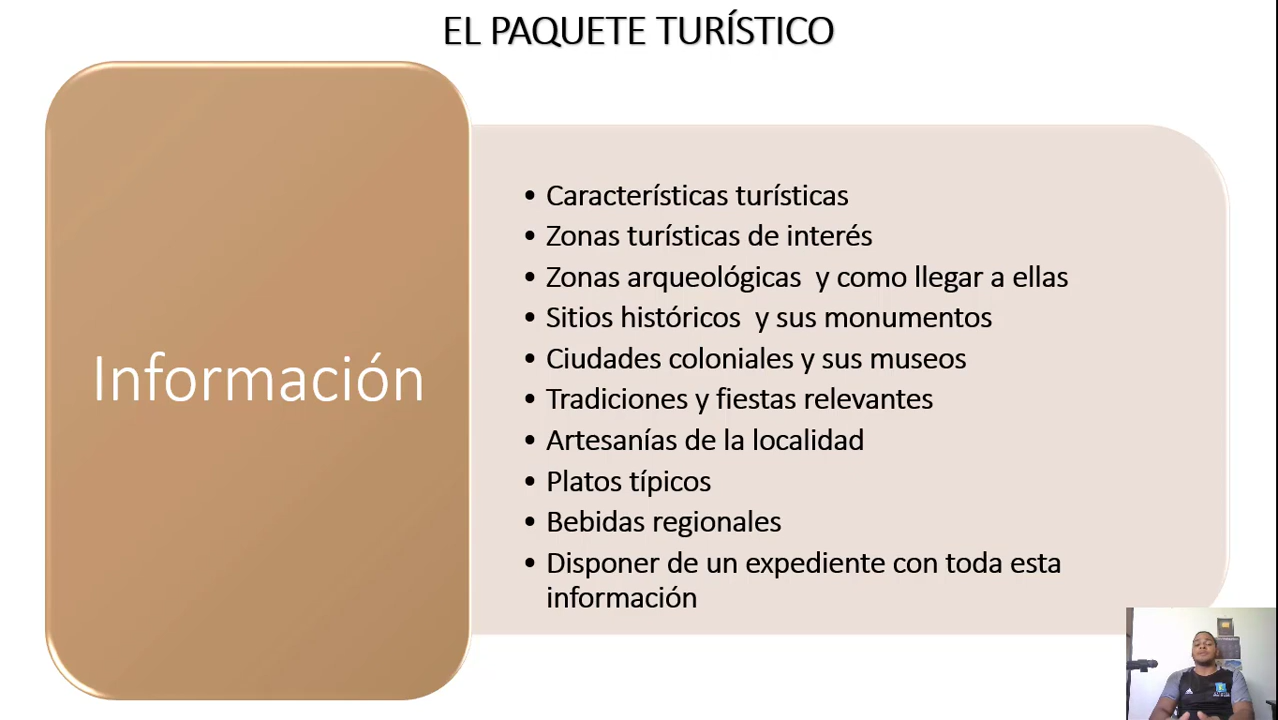 EL PAQUETE TURÍSTICO
Información
• Características turísticas
• Zonas turísticas de interés
• Zonas arqueológicas  y como llegar a ellas
• Sitios históricos  y sus monumentos
• Ciudades coloniales y sus museos
• Tradiciones y fiestas relevantes
• Artesanías de la localidad
• Platos típicos
• Bebidas regionales
• Disponer de un expediente con toda esta
información